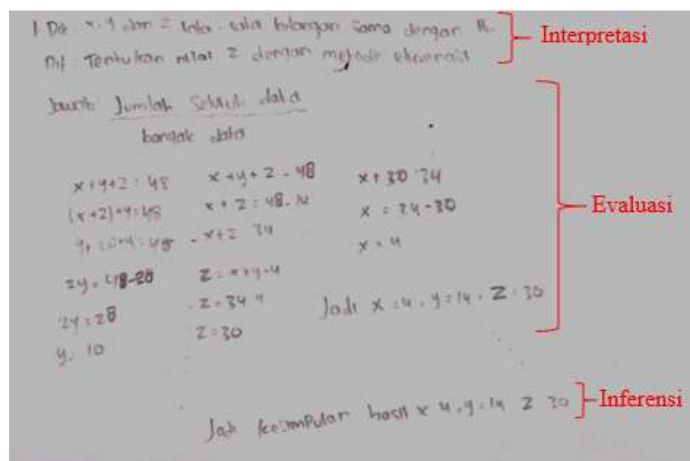 1. Dik : x, y dan z rata-rata bilangan sama dengan 16.
Interpretasi
Dit : Tentukan nilai z dengan metode eliminasi
Jawab : Jumlah Seluruh data
banyak data
x + y + z = 48
(x + z) + y = 48
y + 20 + y = 48
2y = 48 - 20
2y = 28
y = 10
x + y + z = 48
x + z = 48 - 14
x + z 34
z = x + y - 4
z = 34 4
z = 30
x + 30 34
x = 34 - 30
x = 4
Jadi x = 4, y = 14, z = 30
Evaluasi
Jadi kesimpulan hasil x 4, y = 14 z 30
Inferensi